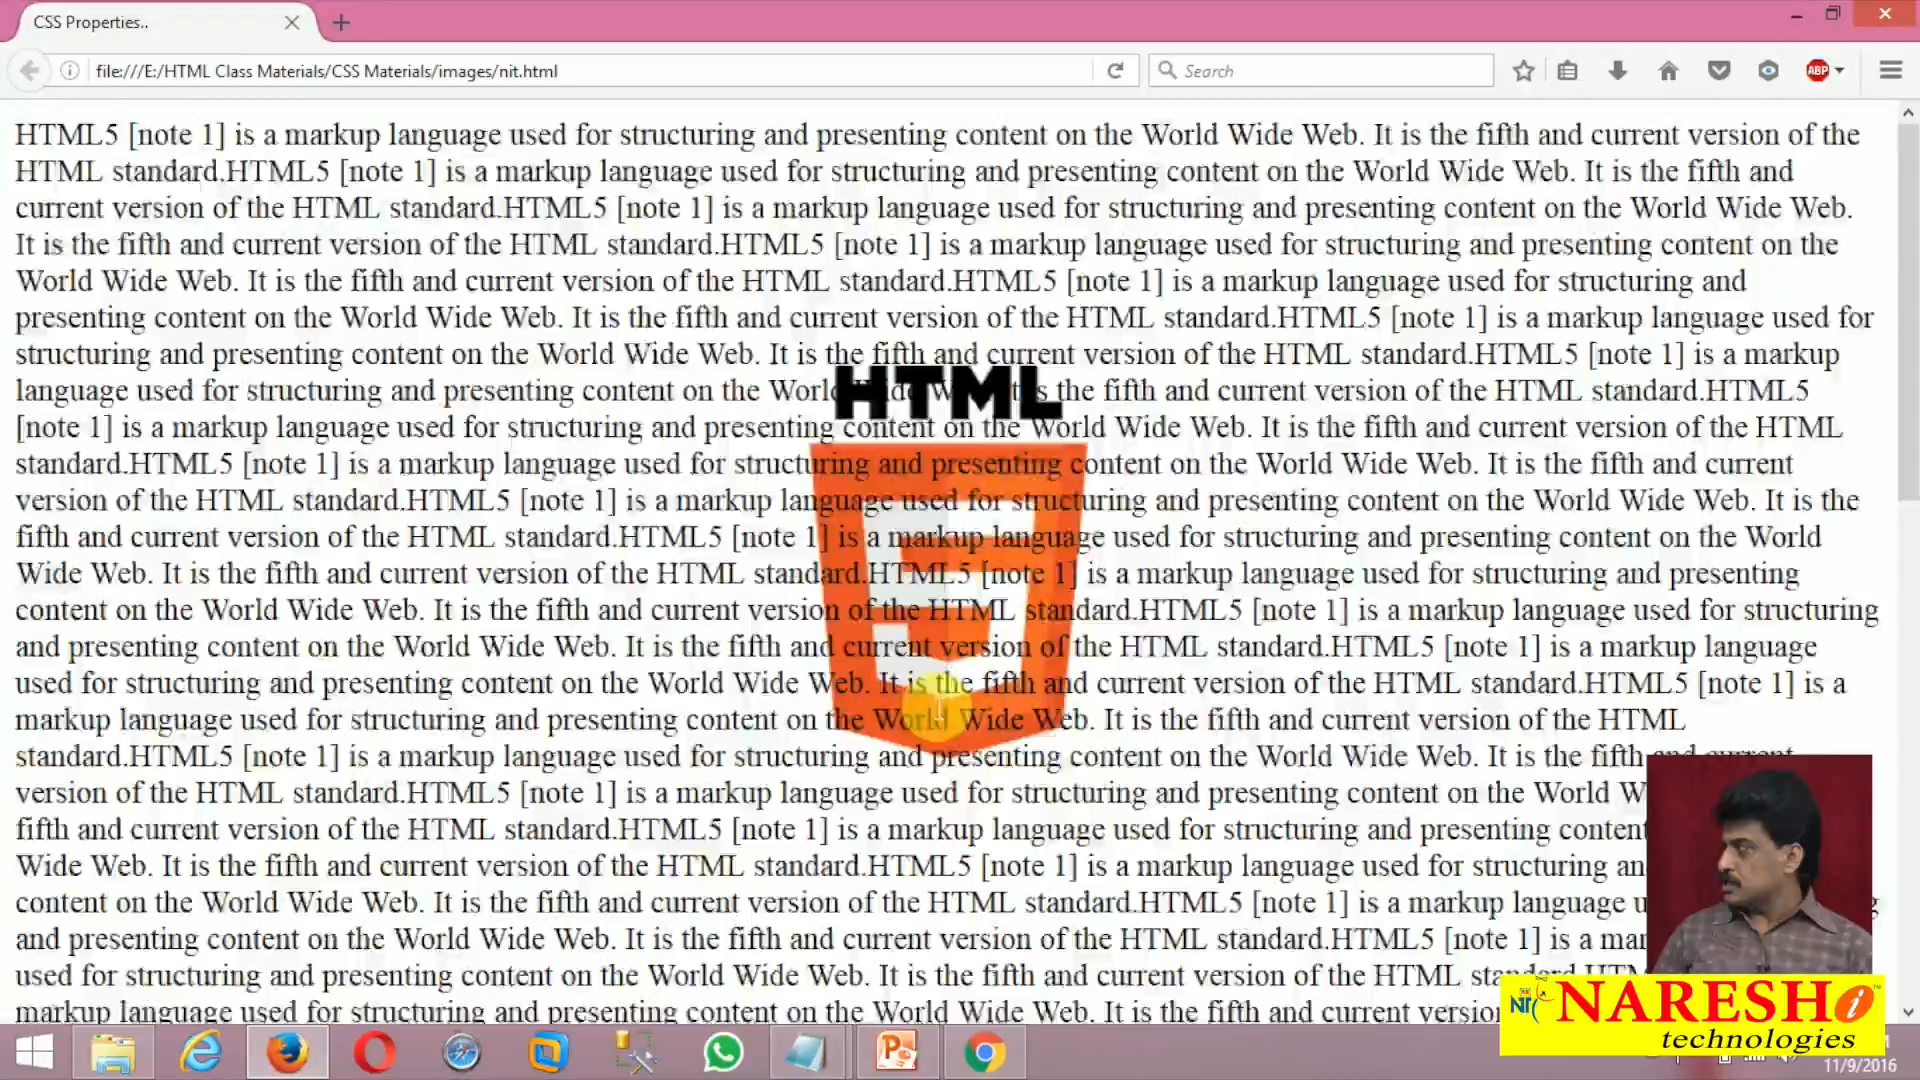 CSS Properties..
file:///E:/HTML Class Materials/CSS Materials/images/nit.html
Search
ABP
HTML5 [note 1] is a markup language used for structuring and presenting content on the World Wide Web. It is the fifth and current version of the
HTML standard.HTML5 [note 1] is a markup language used for structuring and presenting content on the World Wide Web. It is the fifth and
current version of the HTML standard.HTML5 [note 1] is a markup language used for structuring and presenting content on the World Wide Web.
It is the fifth and current version of the HTML standard.HTML5 [note 1] is a markup language used for structuring and presenting content on the
World Wide Web. It is the fifth and current version of the HTML standard.HTML5 [note 1] is a markup language used for structuring and
presenting content on the World Wide Web. It is the fifth and current version of the HTML standard.HTML5 [note 1] is a markup language used for
structuring and presenting content on the World Wide Web. It is the fifth and current version of the HTML standard.HTML5 [note 1] is a markup
language used for structuring and presenting content on the World Wide Web. It is the fifth and current version of the HTML standard.HTML5
HTML
[note 1] is a markup language used for structuring and presenting content on the World Wide Web. It is the fifth and current version of the HTML
standard.HTML5 [note 1] is a markup language used for structuring and presenting content on the World Wide Web. It is the fifth and current
version of the HTML standard.HTML5 [note 1] is a markup language used for structuring and presenting content on the World Wide Web. It is the
fifth and current version of the HTML standard.HTML5 [note 1] is a markup language used for structuring and presenting content on the World
Wide Web. It is the fifth and current version of the HTML standard.HTML5 [note 1] is a markup language used for structuring and presenting
content on the World Wide Web. It is the fifth and current version of the HTML standard.HTML5 [note 1] is a markup language used for structuring
and presenting content on the World Wide Web. It is the fifth and current version of the HTML standard.HTML5 [note 1] is a markup language
used for structuring and presenting content on the World Wide Web. It is the fifth and current version of the HTML standard.HTML5 [note 1] is a
markup language used for structuring and presenting content on the World Wide Web. It is the fifth and current version of the HTML
standard.HTML5 [note 1] is a markup language used for structuring and presenting content on the World Wide Web. It is the fifth and current
version of the HTML standard.HTML5 [note 1] is a markup language used for structuring and presenting content on the World
fifth and current version of the HTML standard.HTML5 [note 1] is a markup language used for structuring and presenting content
Wide Web. It is the fifth and current version of the HTML standard.HTML5 [note 1] is a markup language used for structuring
content on the World Wide Web. It is the fifth and current version of the HTML standard.HTML5 [note 1] is a markup language
and presenting content on the World Wide Web. It is the fifth and current version of the HTML standard.HTML5 [note 1] is a
used for structuring and presenting content on the World Wide Web. It is the fifth and current version of the HTML
markup language used for structuring and presenting content on the World Wide Web. It is the fifth and current
NARESH i
technologies
11/9/2016